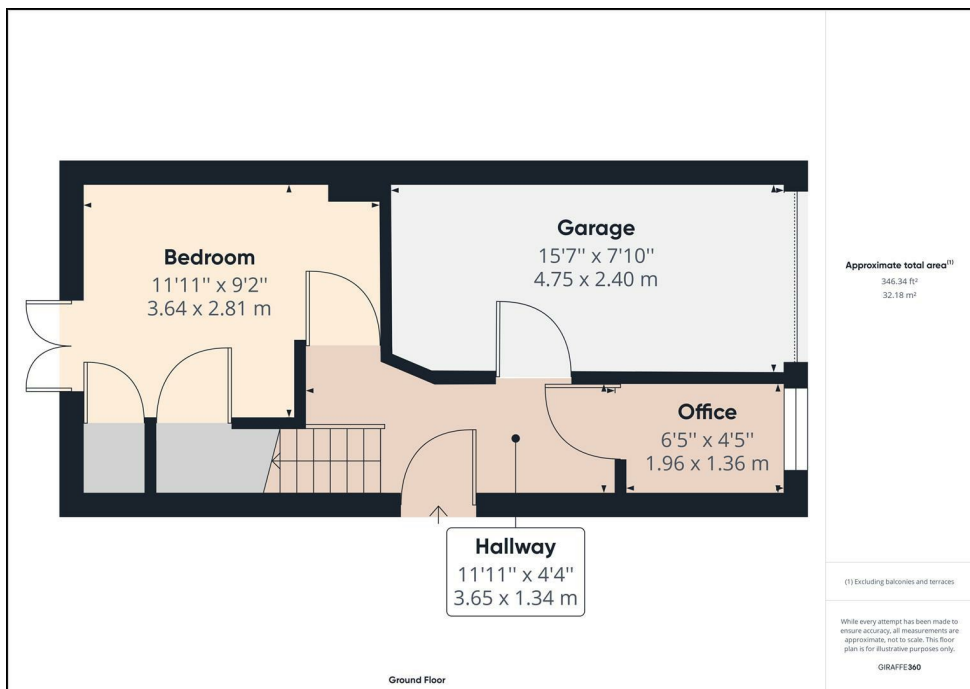 Bedroom
11'11'' x 9'2''
3.64 x 2.81 m
Garage
15'7'' x 7'10''
4.75 x 2.40 m
Office
6'5'' x 4'5''
1.96 x 1.36 m
Hallway
11'11'' x 4'4''
3.65 x 1.34 m
Ground Floor
Approximate total area(1)
346.34 ft²
32.18 m²
(1) Excluding balconies and terraces
While every attempt has been made to
ensure accuracy, all measurements are
approximate, not to scale. This floor
plan is for illustrative purposes only.
GIRAFFE360